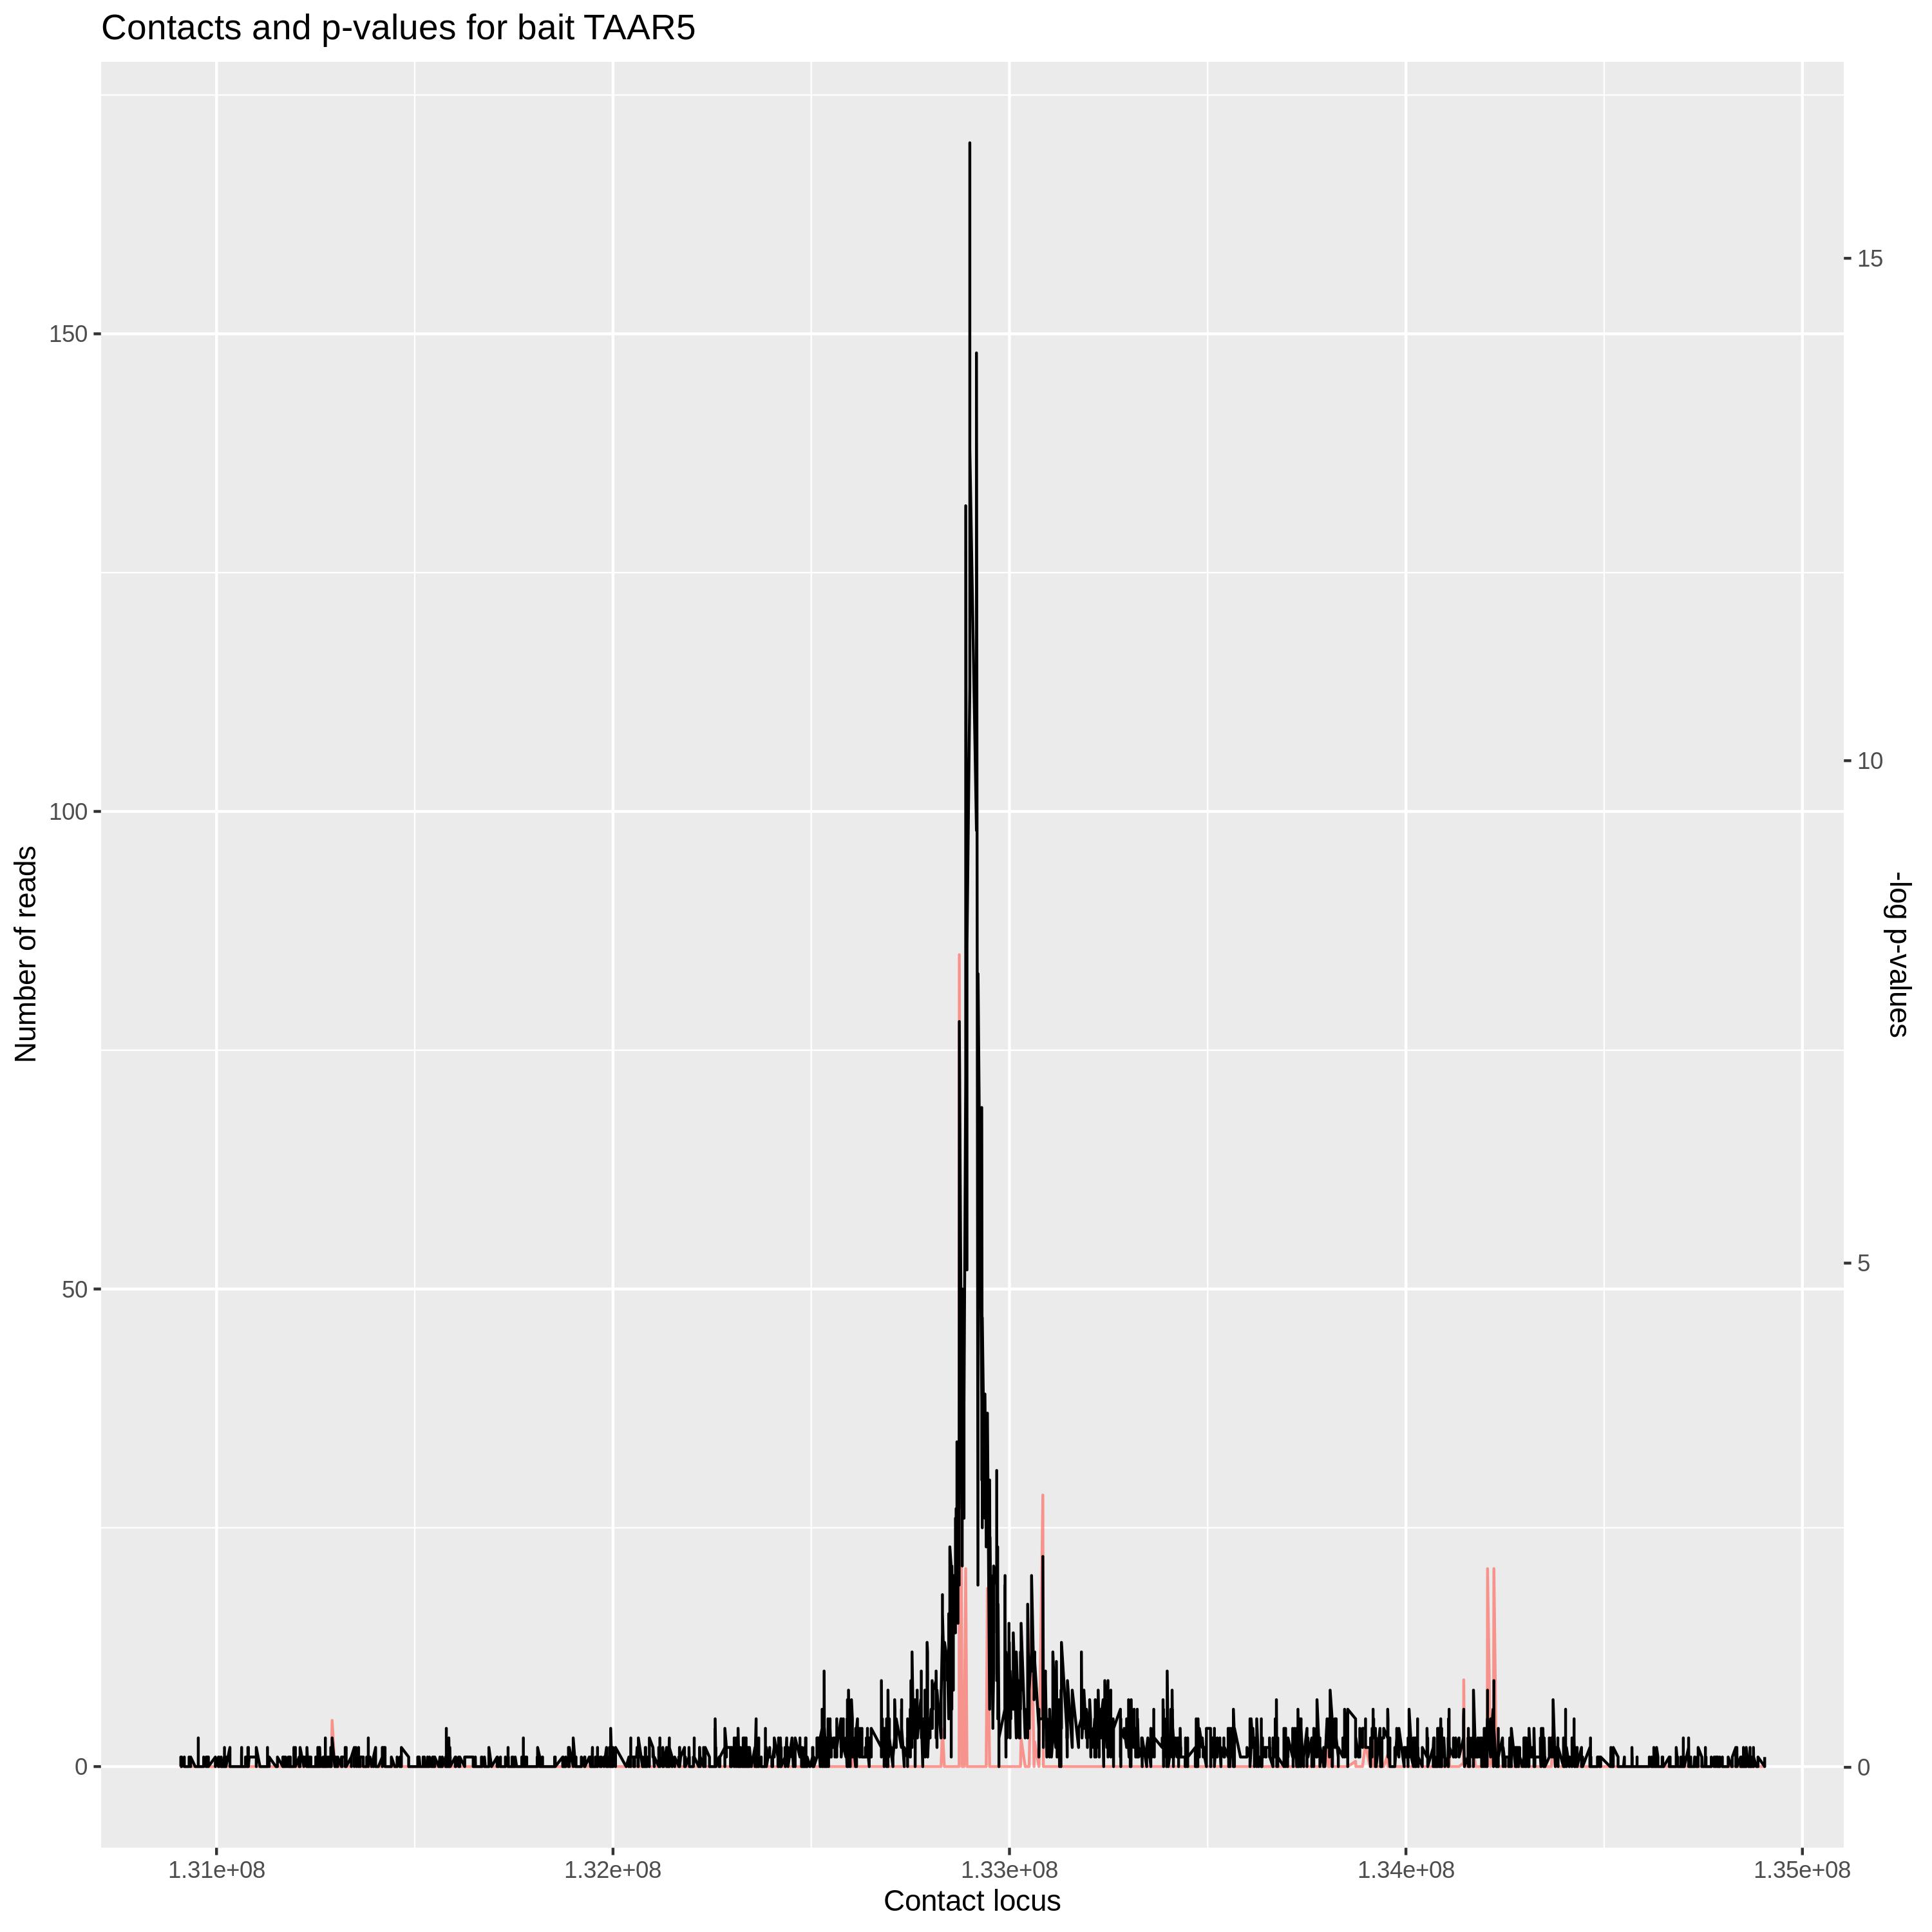 Contacts and p-values for bait TAAR5
Number of reads
150
100
50
0
15
10
5
0
-log p-values
1.31e+08
1.32e+08
1.33e+08
1.34e+08
1.35e+08
Contact locus